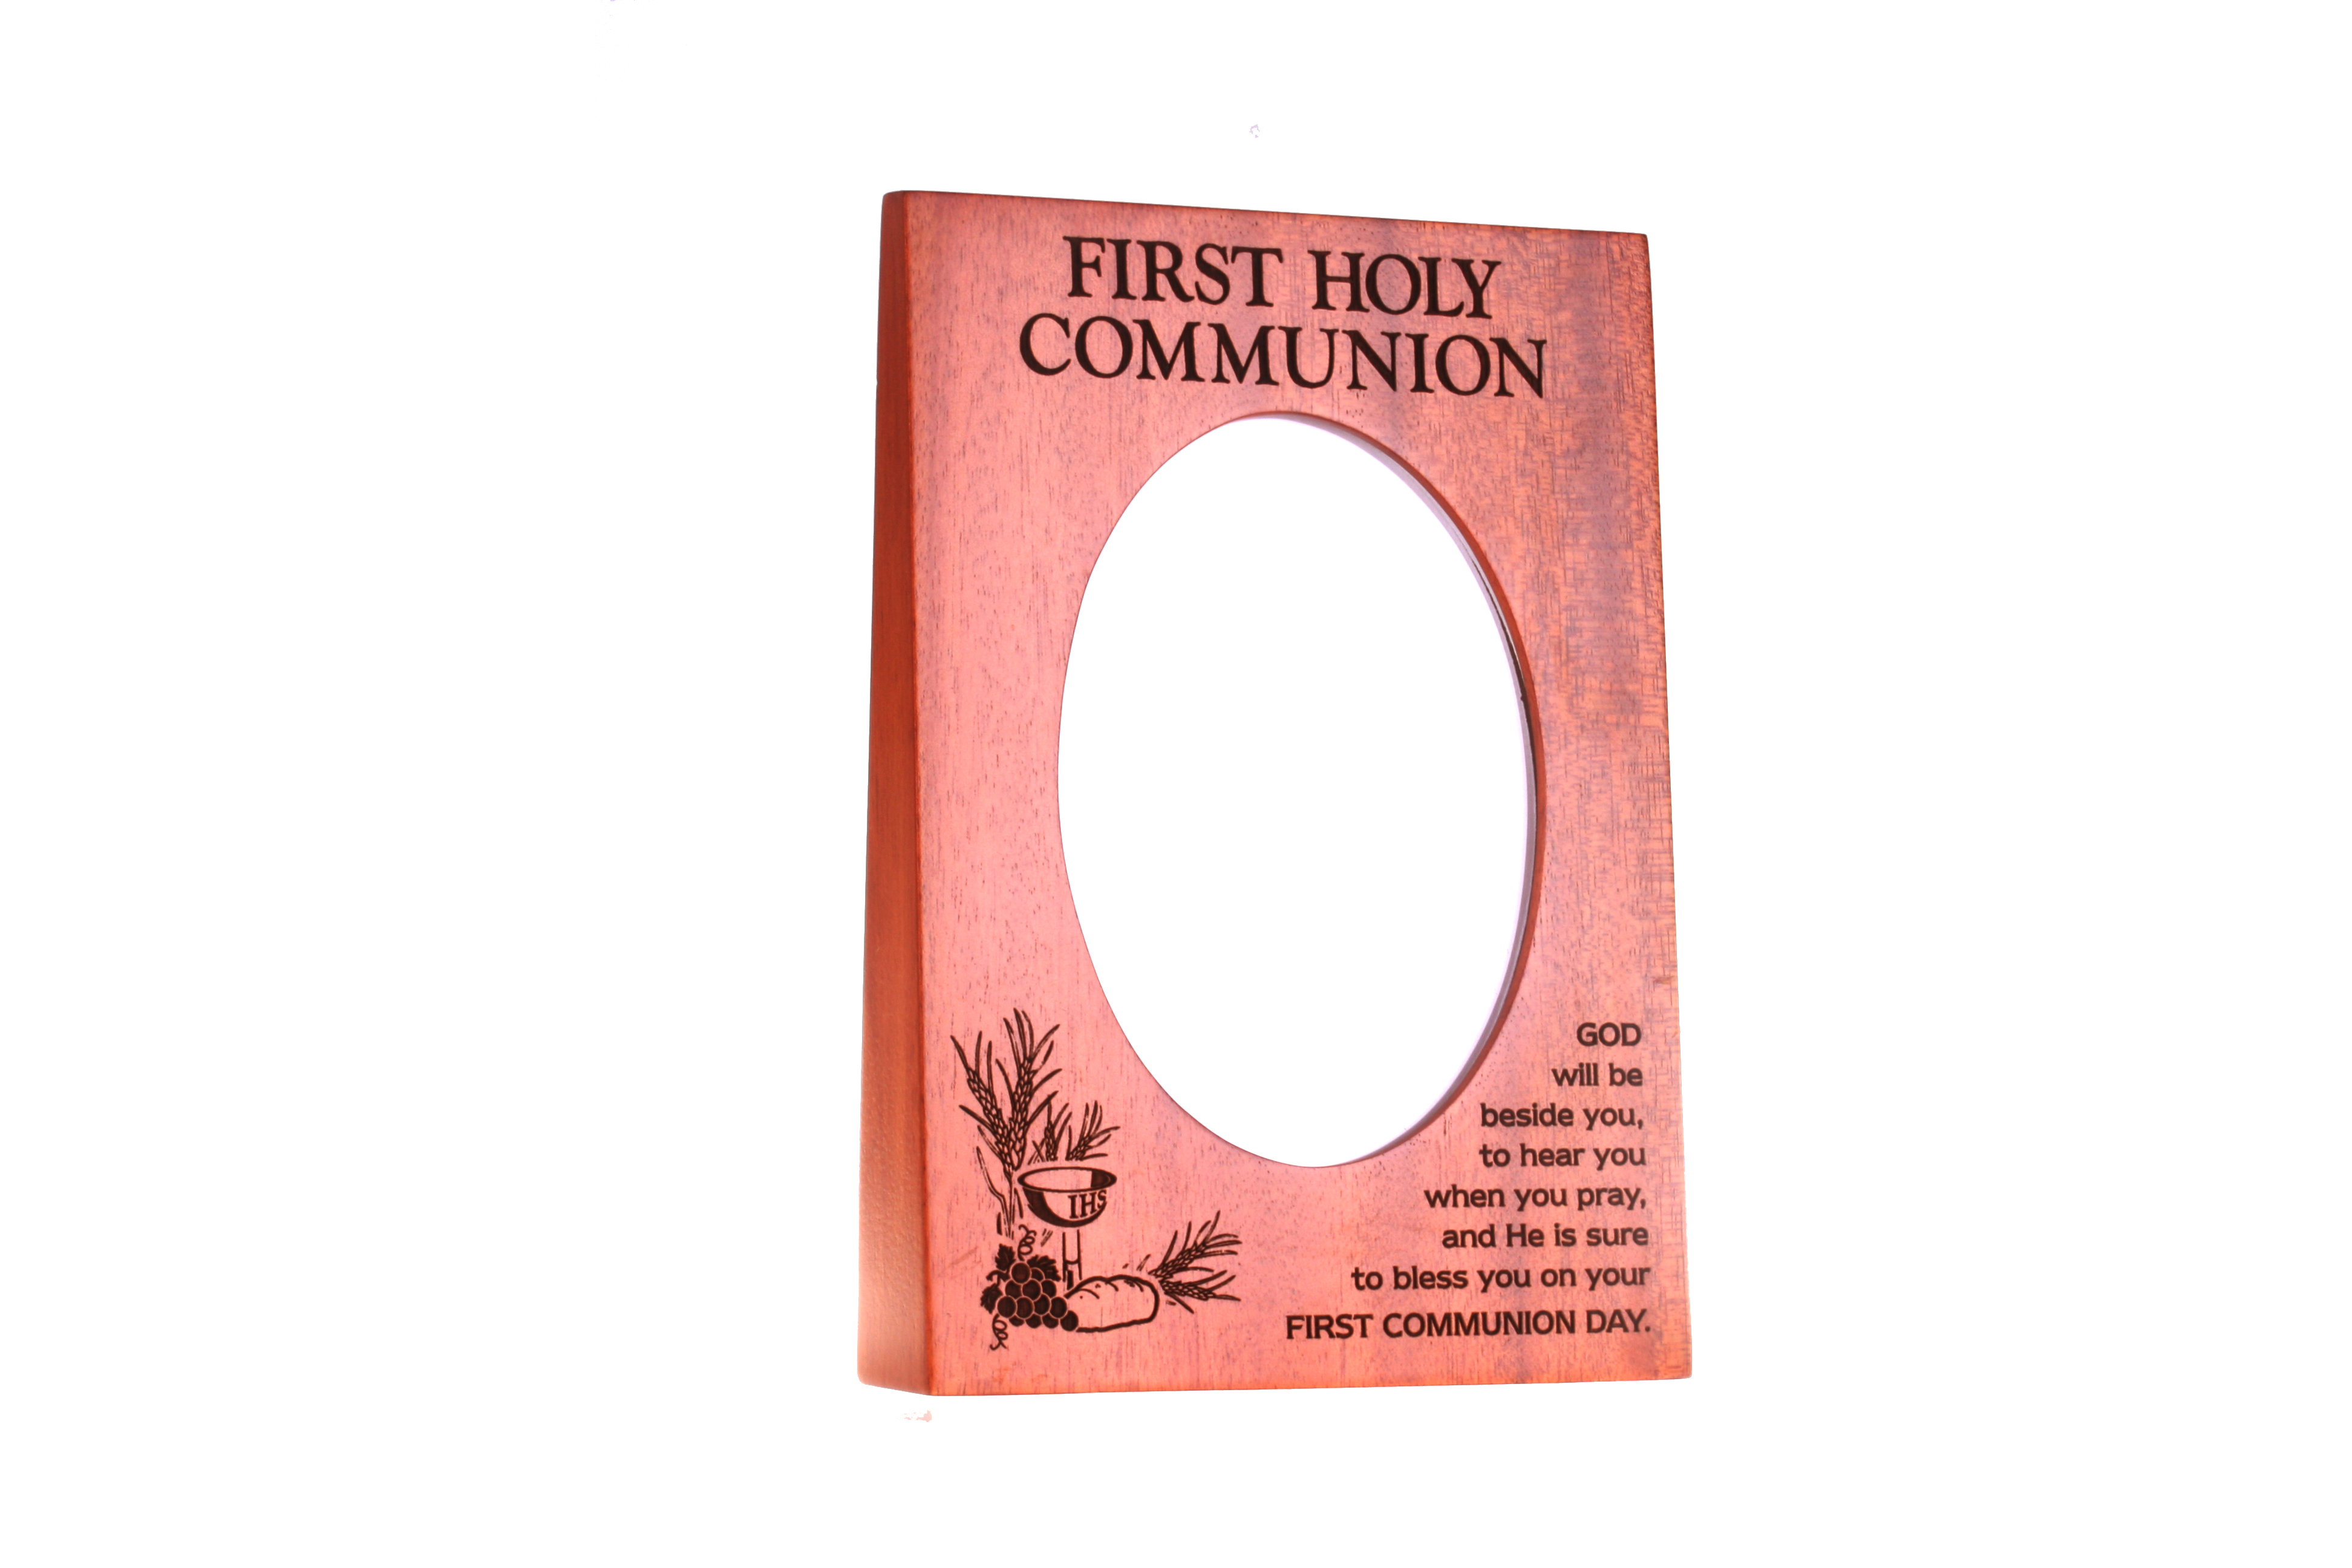 FIRST HOLY
COMMUNION
GOD
will be
beside you,
to hear you
when you pray,
and He is sure
to bless you on your
FIRST COMMUNION DAY.
IHS